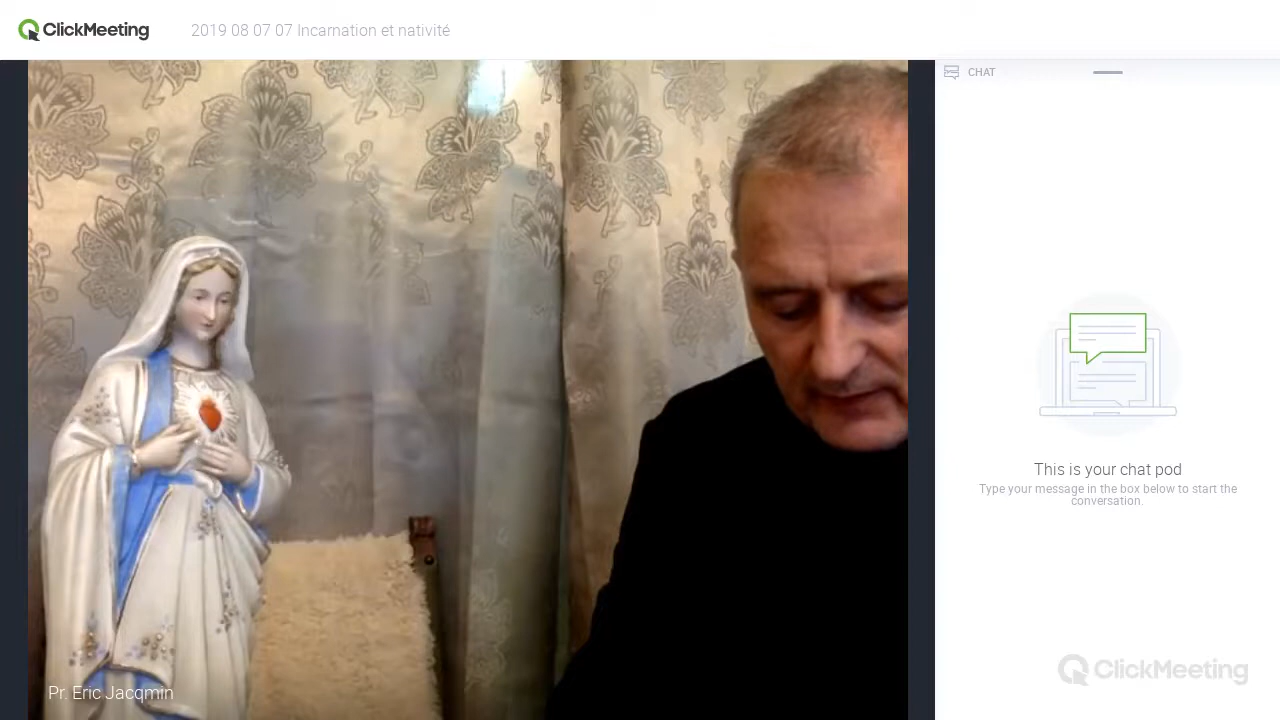 ClickMeeting
2019 08 07 07 Incarnation et nativité
CHAT
This is your chat pod
Type your message in the box below to start the
conversation.
Pr. Eric Jacqmin
ClickMeeting